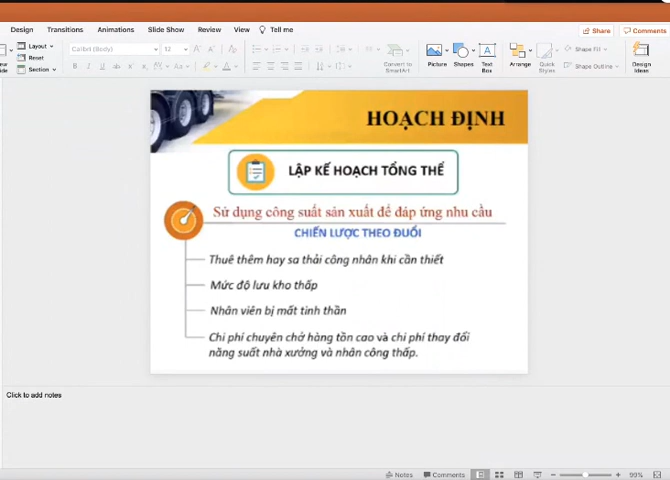 Design Transitions Animations Slide Show Review View Tell me Share Comments
Layout Calibri (Body) 12
Reset
Section
Convert to SmartArt
Picture Shapes Text Box Arrange Quick Styles
Shape Fill
Shape Outline
Design Ideas
HOẠCH ĐỊNH
LẬP KẾ HOẠCH TỔNG THỂ
Sử dụng công suất sản xuất để đáp ứng nhu cầu
CHIẾN LƯỢC THEO ĐUỔI
Thuê thêm hay sa thải công nhân khi cần thiết
Mức độ lưu kho thấp
Nhân viên bị mất tinh thần
Chi phí chuyên chở hàng tồn cao và chi phí thay đổi
năng suất nhà xưởng và nhân công thấp.
Click to add notes
Notes Comments 99%